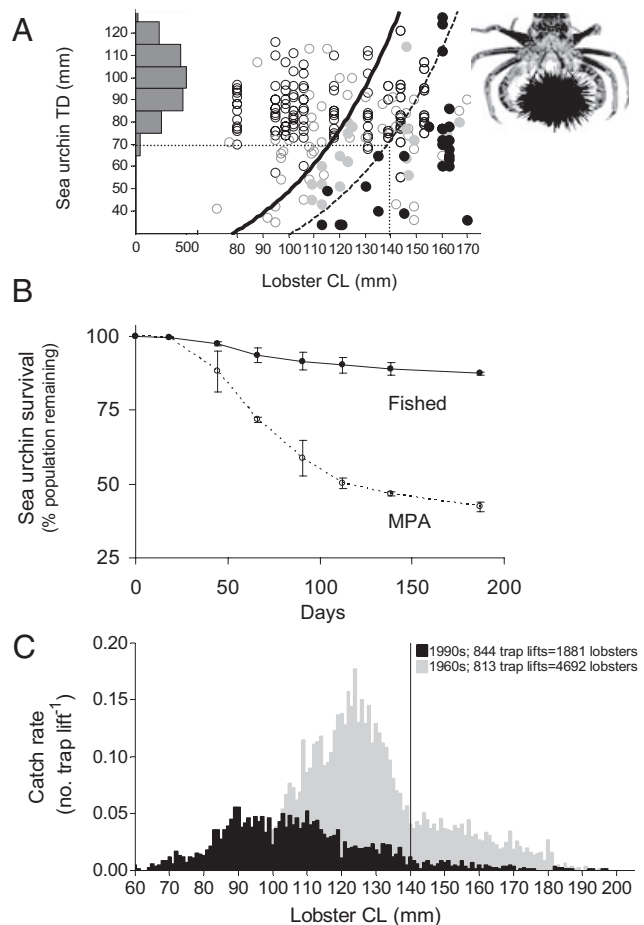 A
Sea urchin TD (mm)
120
110
100
90
80
70
60
50
40
0 500 80 90 100 110 120 130 140 150 160 170
Lobster CL (mm)
B
Sea urchin survival
(% population remaining)
100
75
50
25
Fished
MPA
0 50 100 150 200
Days
C
Catch rate
(no. trap lift-1)
0.20
0.15
0.10
0.05
0.00
1990s; 844 trap lifts=1881 lobsters
1960s; 813 trap lifts=4692 lobsters
60 70 80 90 100 110 120 130 140 150 160 170 180 190 200
Lobster CL (mm)